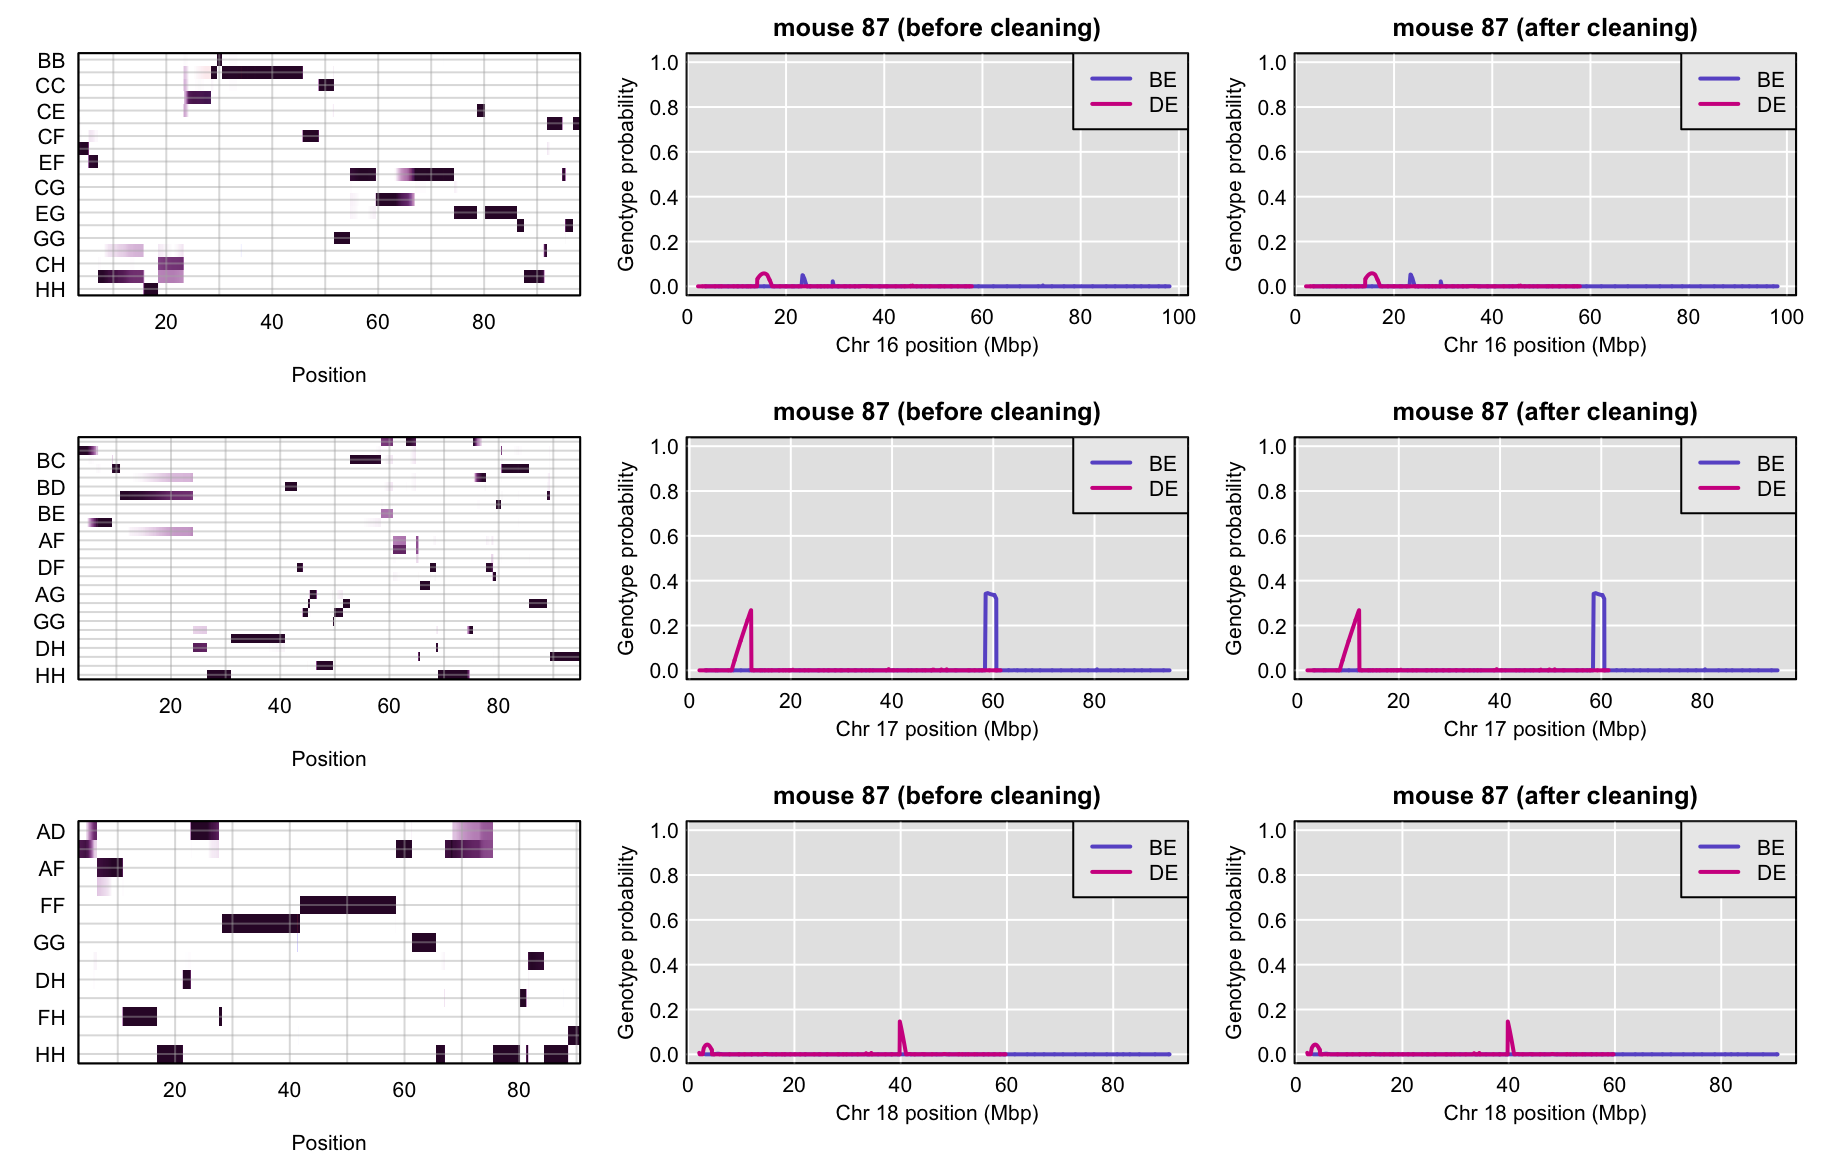 mouse 87 (before cleaning)
mouse 87 (after cleaning)
BB
CC
CE
CF
EF
CG
EG
GG
CH
HH
20 40 60 80
Position
Genotype probability
1.0
0.8
0.6
0.4
0.2
0.0
BE
DE
0 20 40 60 80 100
Chr 16 position (Mbp)
Genotype probability
1.0
0.8
0.6
0.4
0.2
0.0
BE
DE
0 20 40 60 80 100
Chr 16 position (Mbp)
mouse 87 (before cleaning)
mouse 87 (after cleaning)
BC
BD
BE
AF
DF
AG
GG
DH
HH
20 40 60 80
Position
Genotype probability
1.0
0.8
0.6
0.4
0.2
0.0
BE
DE
0 20 40 60 80
Chr 17 position (Mbp)
Genotype probability
1.0
0.8
0.6
0.4
0.2
0.0
BE
DE
0 20 40 60 80
Chr 17 position (Mbp)
mouse 87 (before cleaning)
mouse 87 (after cleaning)
AD
AF
FF
GG
DH
FH
HH
20 40 60 80
Position
Genotype probability
1.0
0.8
0.6
0.4
0.2
0.0
BE
DE
0 20 40 60 80
Chr 18 position (Mbp)
Genotype probability
1.0
0.8
0.6
0.4
0.2
0.0
BE
DE
0 20 40 60 80
Chr 18 position (Mbp)